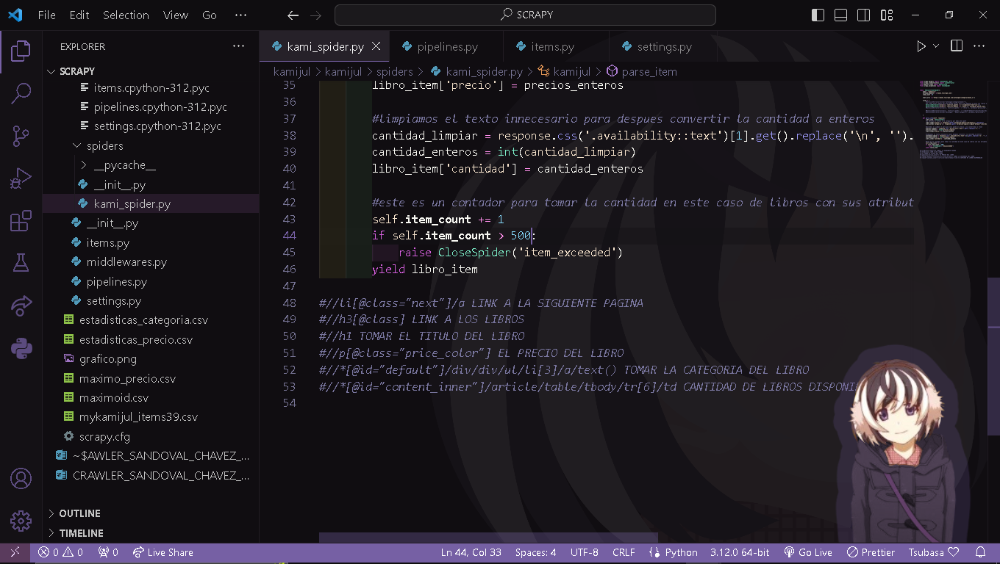 File Edit Selection View Go ··· SCRAPY
EXPLORER ···
kami_spider.py pipelines.py items.py settings.py
kamijul > kamijul > spiders > kami_spider.py > kamijul > parse_item
SCRAPY
items.cpython-312.pyc
pipelines.cpython-312.pyc
settings.cpython-312.pyc
spiders
__pycache__
__init__.py
kami_spider.py
__init__.py
items.py
middlewares.py
pipelines.py
settings.py
estadisticas_categoria.csv
estadisticas_precio.csv
grafico.png
maximo_precio.csv
maximoid.csv
mykamijul_items39.csv
scrapy.cfg
~$AWLER_SANDOVAL_CHAVEZ_...
CRAWLER_SANDOVAL_CHAVEZ_...
OUTLINE
TIMELINE
35 libro_item['precio'] = precios_enteros
36
37 #limpiamos el texto innecesario para despues convertir la cantidad a enteros
38 cantidad_limpiar = response.css('.availability::text')[1].get().replace('\n', '').
39 cantidad_enteros = int(cantidad_limpiar)
40 libro_item['cantidad'] = cantidad_enteros
41
42 #este es un contador para tomar la cantidad en este caso de libros con sus atribut
43 self.item_count += 1
44 if self.item_count > 500:
45 raise CloseSpider('item_exceeded')
46 yield libro_item
47
48 #//li[@class="next"]/a LINK A LA SIGUIENTE PAGINA
49 #//h3[@class] LINK A LOS LIBROS
50 #//h1 TOMAR EL TITULO DEL LIBRO
51 #//p[@class="price_color"] EL PRECIO DEL LIBRO
52 #//*[@id="default"]/div/div/ul/li[3]/a/text() TOMAR LA CATEGORIA DEL LIBRO
53 #//*[@id="content_inner"]/article/table/tbody/tr[6]/td CANTIDAD DE LIBROS DISPONI
54
0 0 0 Live Share Ln 44, Col 33 Spaces: 4 UTF-8 CRLF Python 3.12.0 64-bit Go Live Prettier Tsubasa